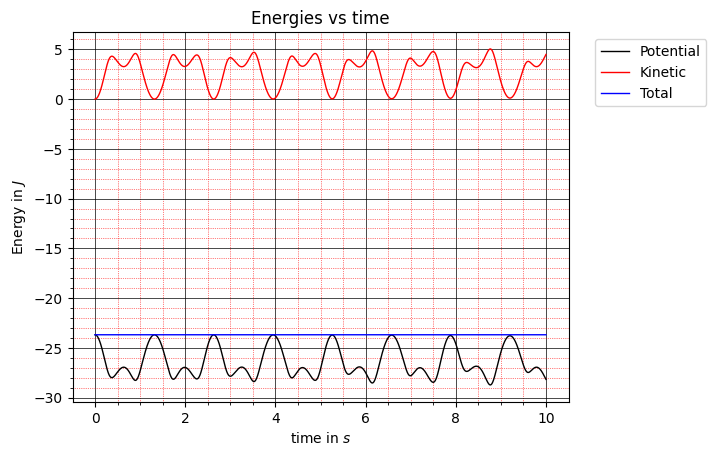 Energies vs time
Potential
Kinetic
Total
Energy in J
5
0
−5
−10
−15
−20
−25
−30
0 2 4 6 8 10
time in s